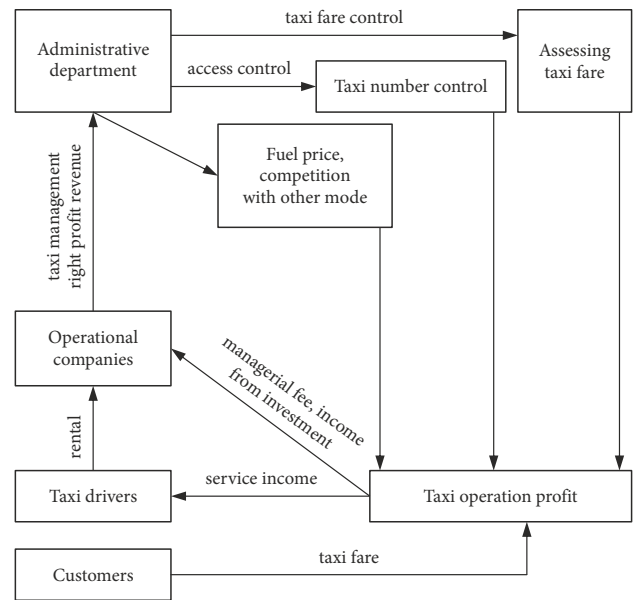 taxi fare control
Administrative
department
Assessing
taxi fare
access control
Taxi number control
Fuel price,
competition
with other mode
taxi management
right profit revenue
Operational
companies
managerial fee, income
from investment
rental
service income
Taxi drivers
Taxi operation profit
taxi fare
Customers